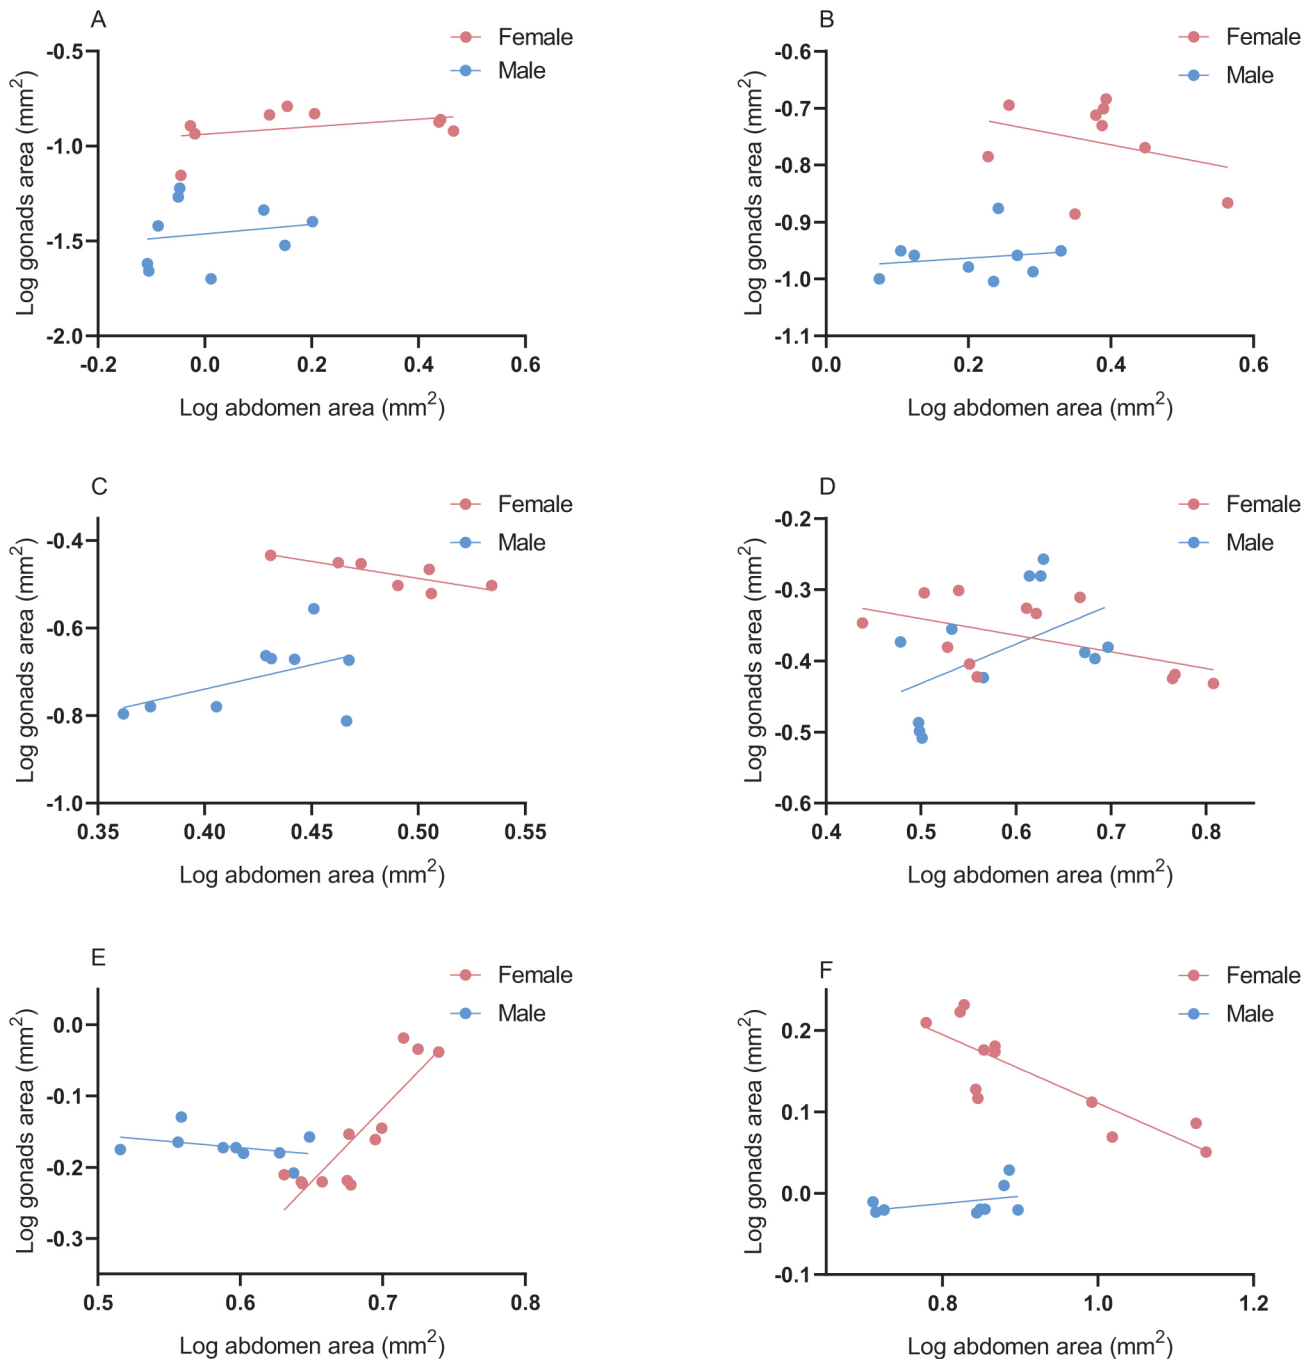 A
Female
Male
Log gonads area (mm²)
-0.5
-1.0
-1.5
-2.0
-0.2 0.0 0.2 0.4 0.6
Log abdomen area (mm²)
B
Female
Male
Log gonads area (mm²)
-0.6
-0.7
-0.8
-0.9
-1.0
-1.1
0.0 0.2 0.4 0.6
Log abdomen area (mm²)
C
Female
Male
Log gonads area (mm²)
-0.4
-0.6
-0.8
-1.0
0.35 0.40 0.45 0.50 0.55
Log abdomen area (mm²)
D
Female
Male
Log gonads area (mm²)
-0.2
-0.3
-0.4
-0.5
-0.6
0.4 0.5 0.6 0.7 0.8
Log abdomen area (mm²)
E
Female
Male
Log gonads area (mm²)
0.0
-0.1
-0.2
-0.3
0.5 0.6 0.7 0.8
Log abdomen area (mm²)
F
Female
Male
Log gonads area (mm²)
0.2
0.1
0.0
-0.1
0.8 1.0 1.2
Log abdomen area (mm²)